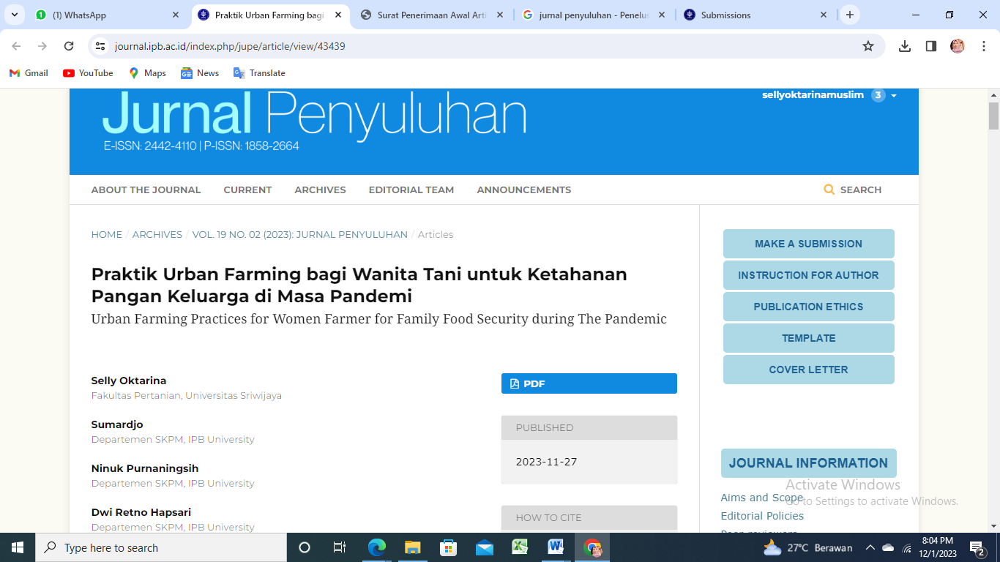 (1) WhatsApp
Praktik Urban Farming bagi
Surat Penerimaan Awal Arti
jurnal penyuluhan - Penelus
Submissions
journal.ipb.ac.id/index.php/jupe/article/view/43439
Gmail
YouTube
Maps
News
Translate
Jurnal Penyuluhan
E-ISSN: 2442-4110 | P-ISSN: 1858-2664
sellyoktarinamuslim 3
ABOUT THE JOURNAL
CURRENT
ARCHIVES
EDITORIAL TEAM
ANNOUNCEMENTS
SEARCH
HOME / ARCHIVES / VOL. 19 NO. 02 (2023): JURNAL PENYULUHAN / Articles
Praktik Urban Farming bagi Wanita Tani untuk Ketahanan
Pangan Keluarga di Masa Pandemi
Urban Farming Practices for Women Farmer for Family Food Security during The Pandemic
Selly Oktarina
Fakultas Pertanian, Universitas Sriwijaya
Sumardjo
Departemen SKPM, IPB University
Ninuk Purnaningsih
Departemen SKPM, IPB University
Dwi Retno Hapsari
Departemen SKPM, IPB University
PDF
PUBLISHED
2023-11-27
HOW TO CITE
MAKE A SUBMISSION
INSTRUCTION FOR AUTHOR
PUBLICATION ETHICS
TEMPLATE
COVER LETTER
JOURNAL INFORMATION
Aims and Scope
Editorial Policies
Peer reviewers
Activate Windows
Go to Settings to activate Windows.
Type here to search
27°C Berawan
8:04 PM
12/1/2023
2